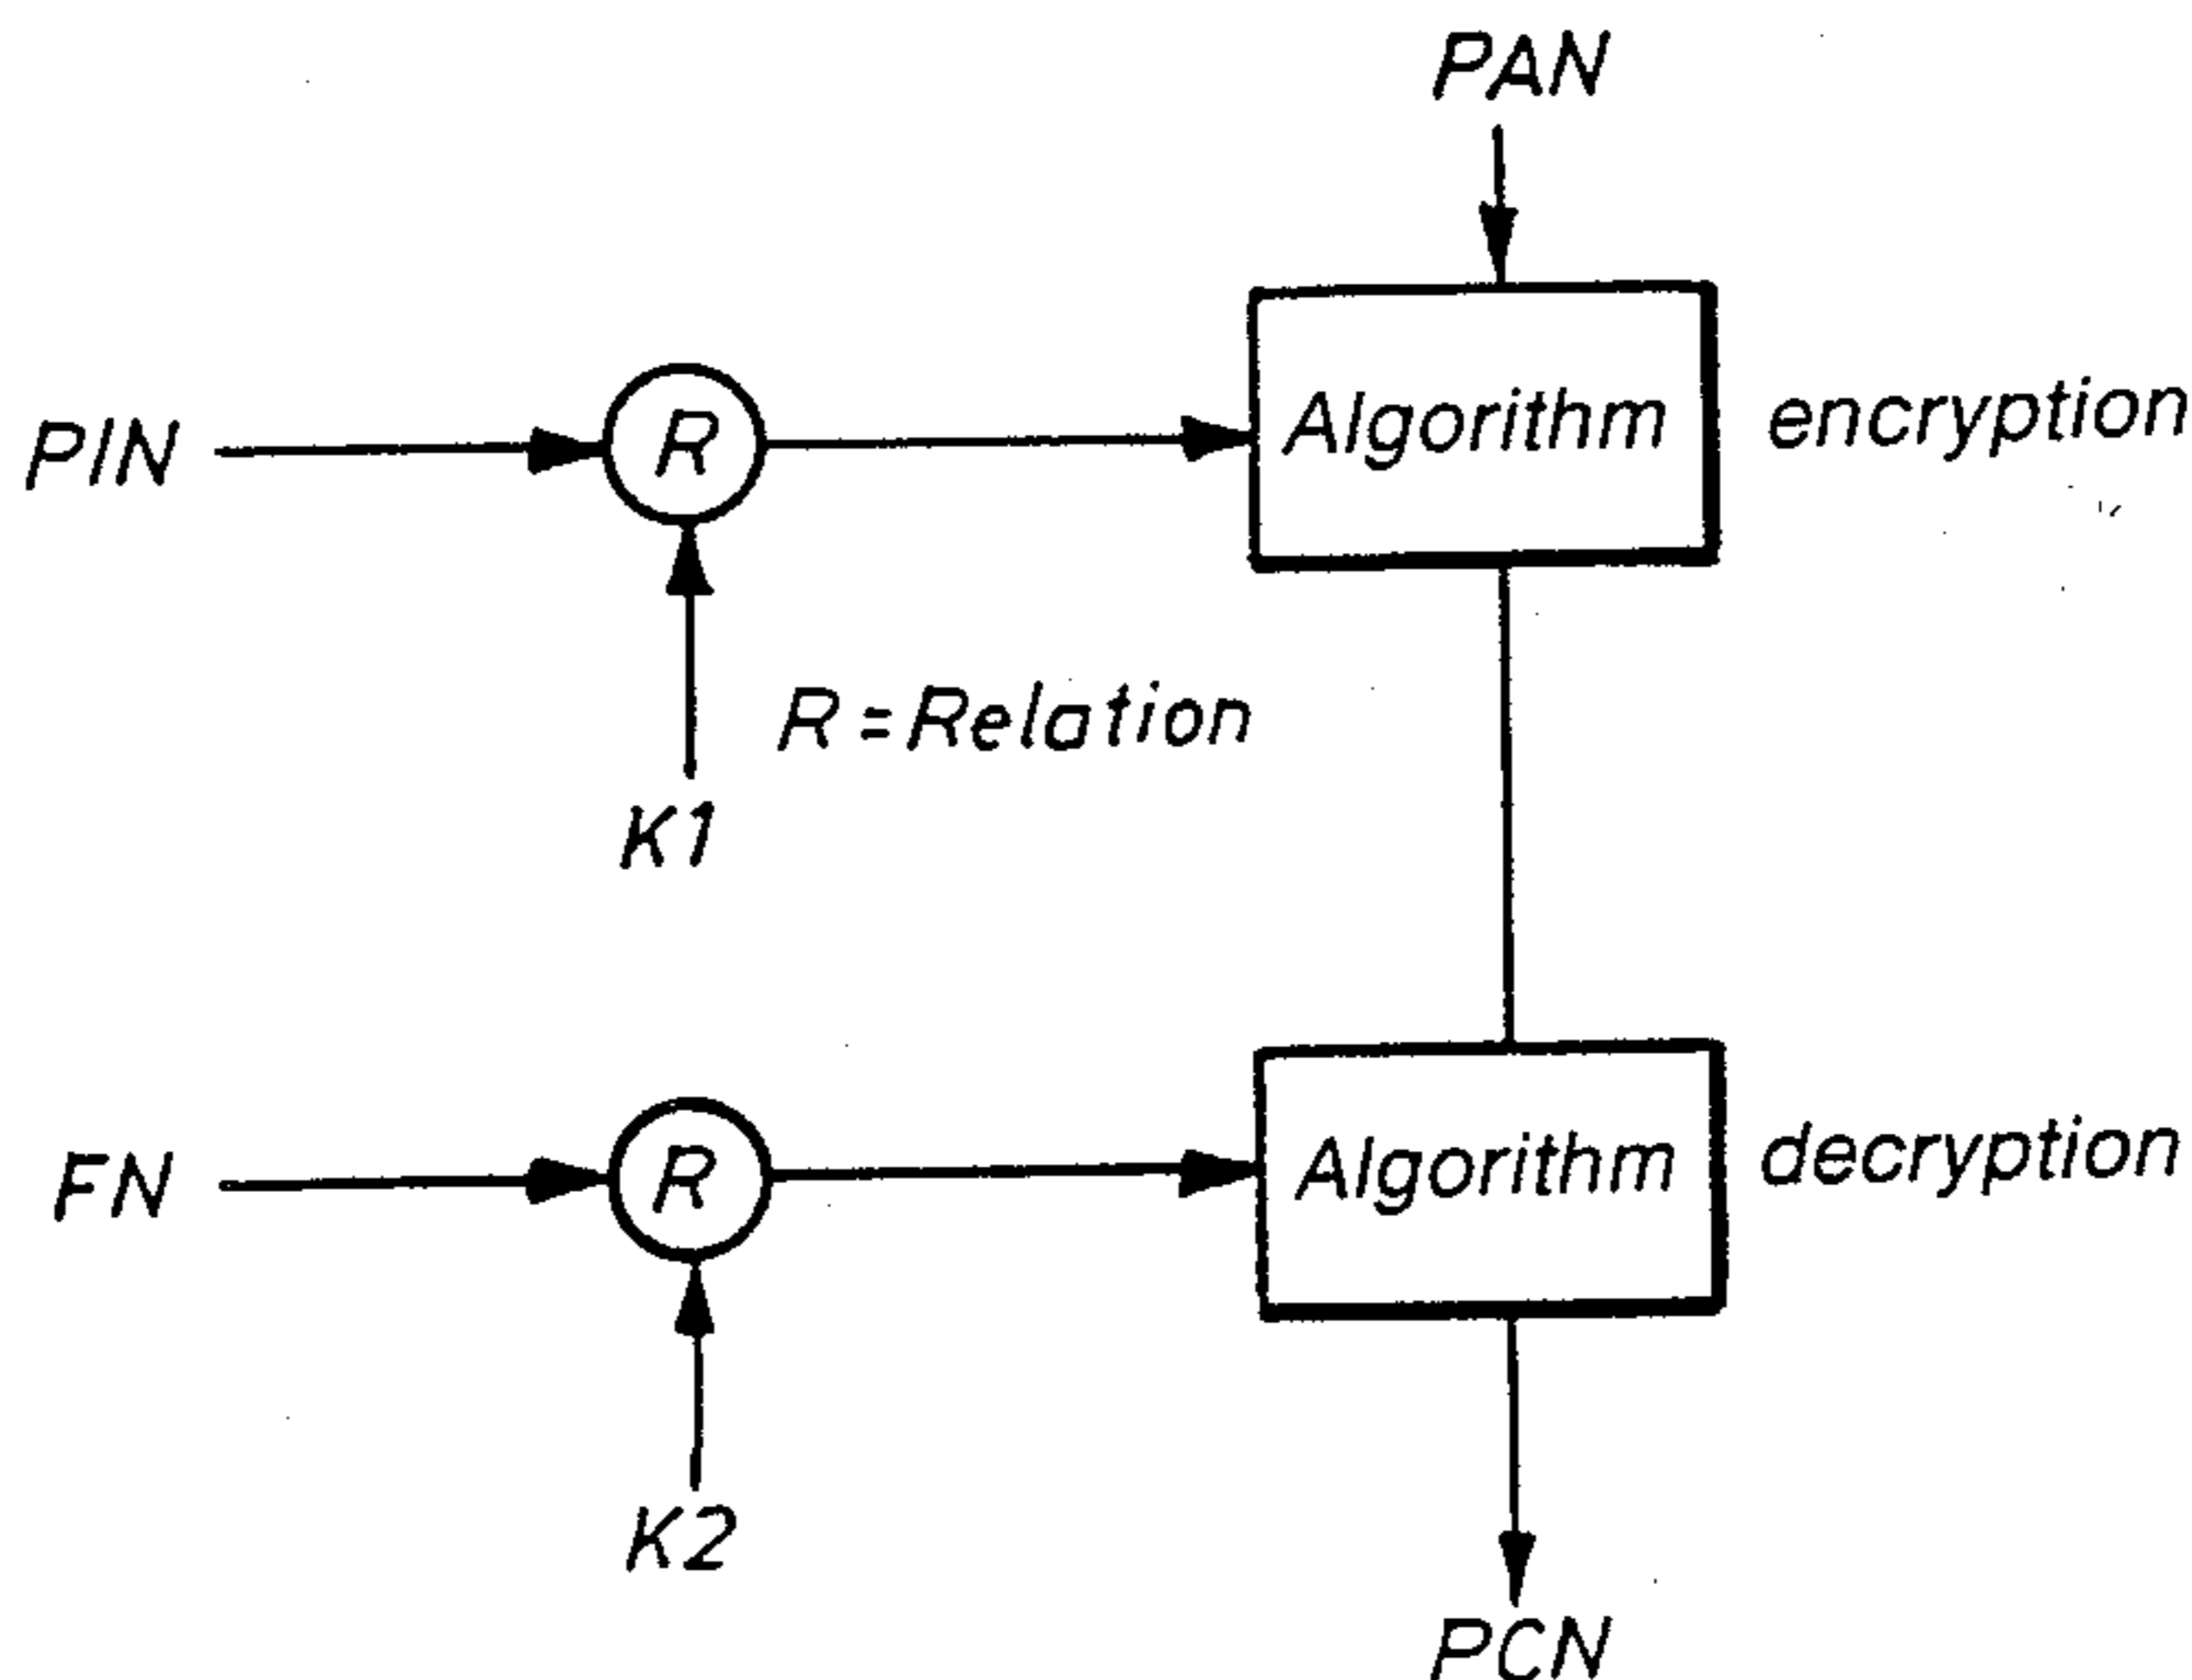 PAN
PIN
R
Algorithm
encryption
R=Relation
K1
FN
R
Algorithm
decryption
K2
PCN